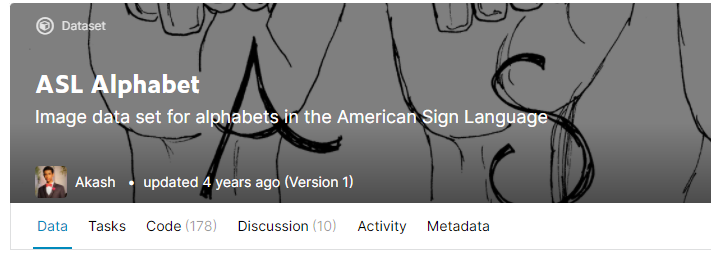 Dataset
ASL Alphabet
Image data set for alphabets in the American Sign Language
Akash • updated 4 years ago (Version 1)
Data Tasks Code (178) Discussion (10) Activity Metadata
A S